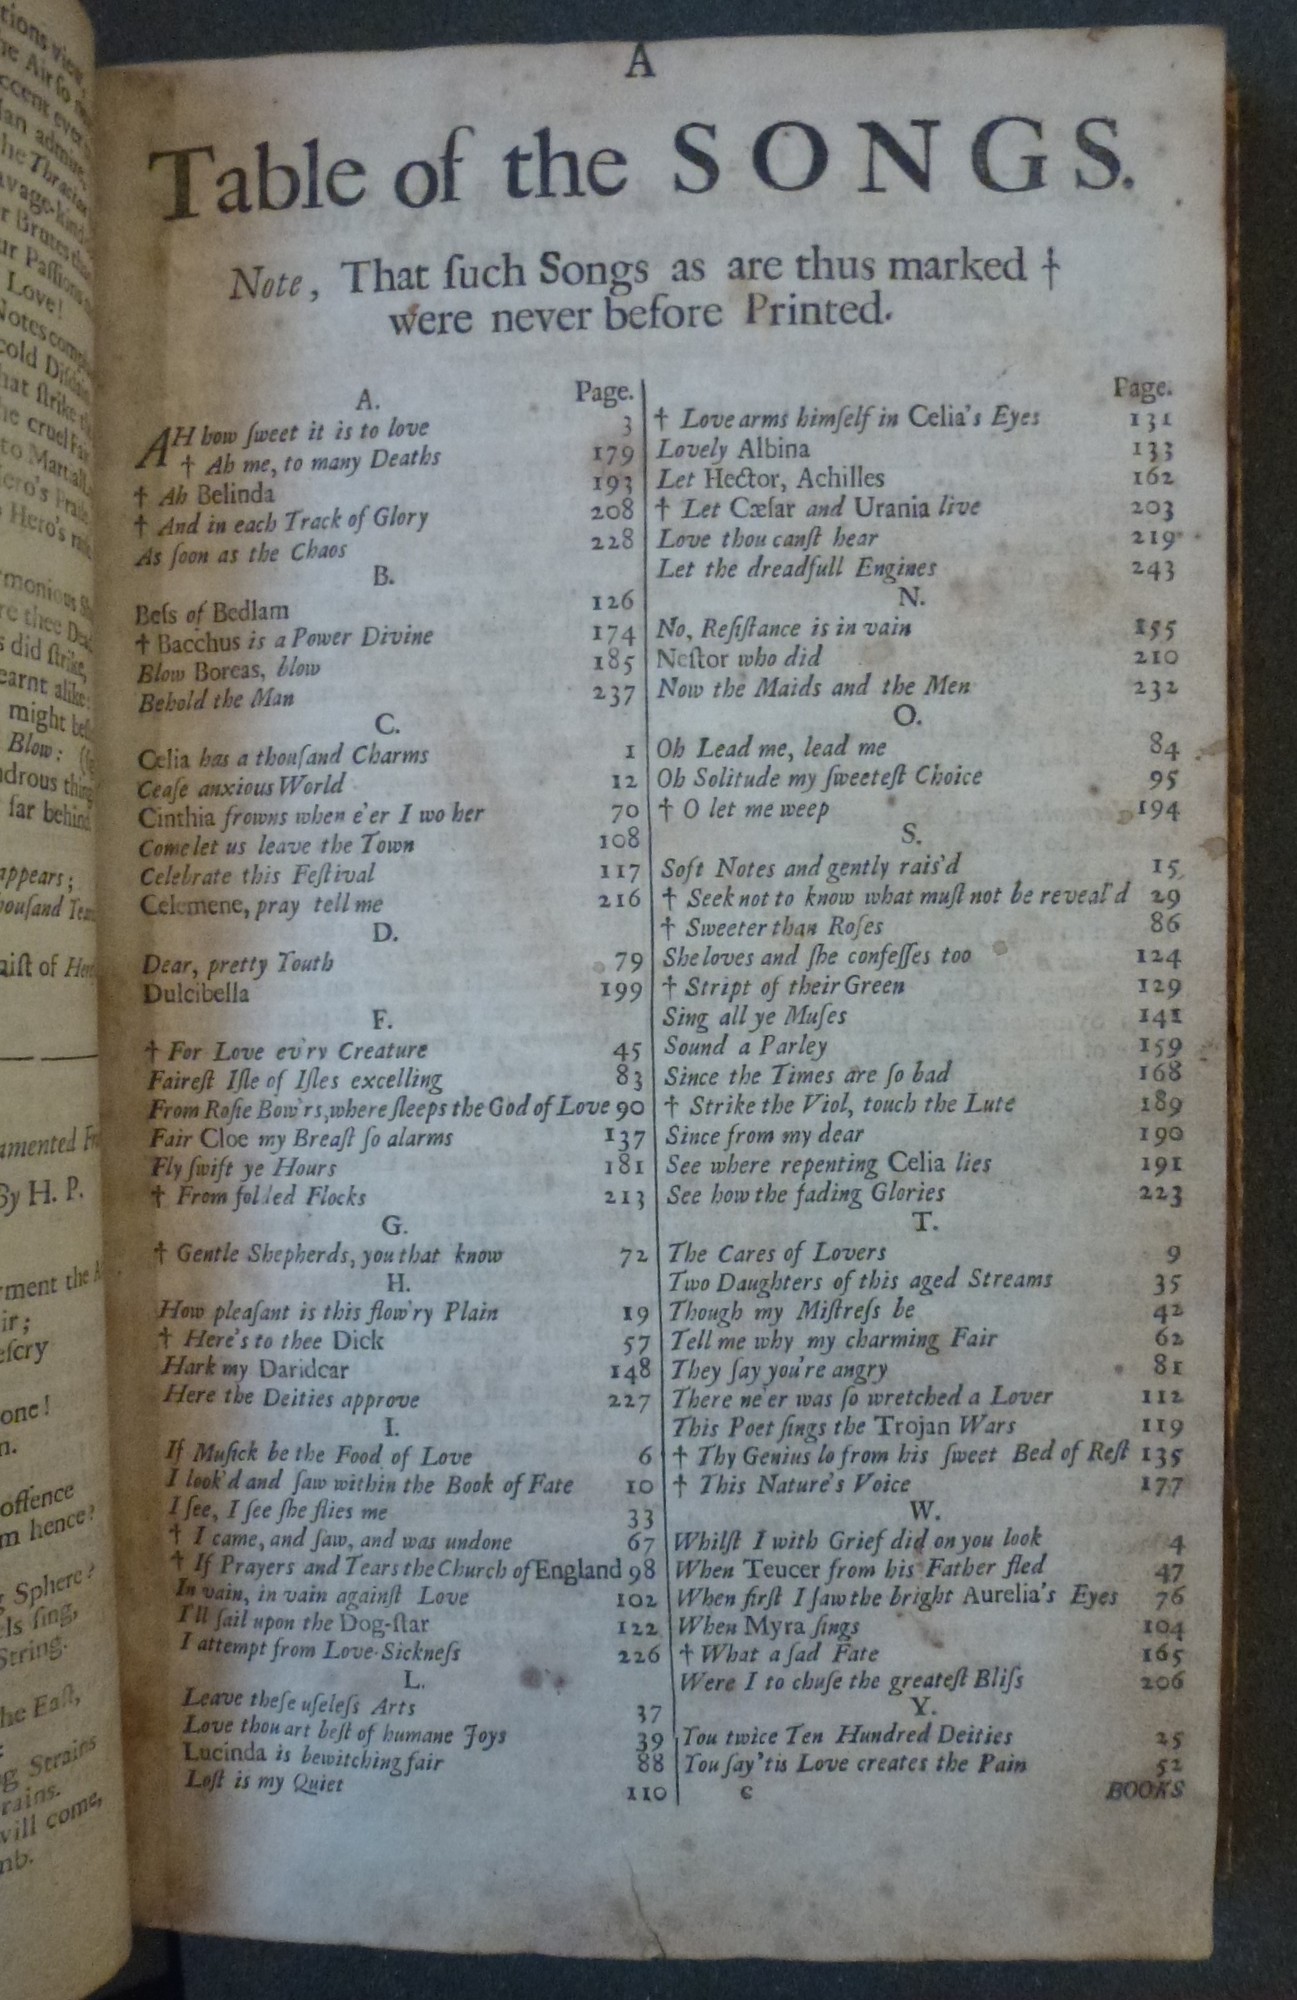 A
Table of the SONGS.
Note, That ſuch Songs as are thus marked †
were never before Printed.
Page.
A.
AH how ſweet it is to love 3
† Ah me, to many Deaths 179
† Ah Belinda 193
† And in each Track of Glory 208
As ſoon as the Chaos 228
B.
Beſs of Bedlam 126
† Bacchus is a Power Divine 174
Blow Boreas, blow 185
Behold the Man 237
C.
Celia has a thouſand Charms 1
Ceaſe anxious World 12
Cinthia frowns when e'er I wo her 70
Come let us leave the Town 108
Celebrate this Feſtival 117
Celemene, pray tell me 216
D.
Dear, pretty Youth 79
Dulcibella 199
F.
† For Love ev'ry Creature 45
Faireſt Iſle of Iſles excelling 83
From Roſie Bow'rs, where ſleeps the God of Love 90
Fair Cloe my Breaſt ſo alarms 137
Fly ſwift ye Hours 181
† From folded Flocks 213
G.
† Gentle Shepherds, you that know 72
H.
How pleaſant is this flow'ry Plain 19
† Here's to thee Dick 57
Hark my Daridcar 148
Here the Deities approve 227
I.
If Muſick be the Food of Love 6
I look'd and ſaw within the Book of Fate 10
I ſee, I ſee ſhe flies me 33
† I came, and ſaw, and was undone 67
† If Prayers and Tears the Church of England 98
In vain, in vain againſt Love 102
I'll ſail upon the Dog-ſtar 122
I attempt from Love-Sickneſs 226
L.
Leave theſe uſeleſs Arts 37
Love thou art beſt of humane Joys 39
Lucinda is bewitching fair 88
Loſt is my Quiet 110
Page.
† Love arms himſelf in Celia's Eyes 131
Lovely Albina 133
Let Hector, Achilles 162
† Let Cæſar and Urania live 203
Love thou canſt hear 219
Let the dreadfull Engines 243
N.
No, Reſiſtance is in vain 155
Neſtor who did 210
Now the Maids and the Men 232
O.
Oh Lead me, lead me 84
Oh Solitude my ſweeteſt Choice 95
† O let me weep 194
S.
Soft Notes and gently rais'd 15
† Seek not to know what muſt not be reveal'd 29
† Sweeter than Roſes 86
She loves and ſhe confeſſes too 124
† Stript of their Green 129
Sing all ye Muſes 141
Sound a Parley 159
Since the Times are ſo bad 168
† Strike the Viol, touch the Lute 189
Since from my dear 190
See where repenting Celia lies 191
See how the fading Glories 223
T.
The Cares of Lovers 9
Two Daughters of this aged Streams 35
Though my Miſtreſs be 42
Tell me why my charming Fair 62
They ſay you're angry 81
There ne'er was ſo wretched a Lover 112
This Poet ſings the Trojan Wars 119
† Thy Genius lo from his ſweet Bed of Reſt 135
† This Nature's Voice 177
W.
Whilſt I with Grief did on you look 4
When Teucer from his Father fled 47
When firſt I ſaw the bright Aurelia's Eyes 76
When Myra ſings 104
† What a ſad Fate 165
Were I to chuſe the greateſt Bliſs 206
Y.
You twice Ten Hundred Deities 25
You ſay 'tis Love creates the Pain 52
c BOOKS